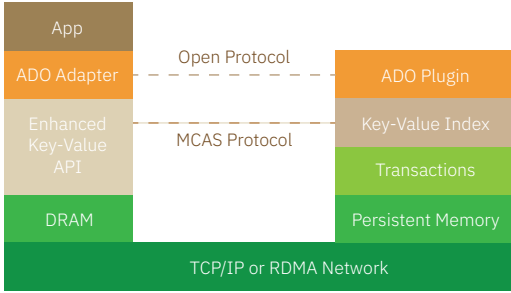 App
ADO Adapter
Enhanced
Key-Value
API
DRAM
Open Protocol
MCAS Protocol
ADO Plugin
Key-Value Index
Transactions
Persistent Memory
TCP/IP or RDMA Network